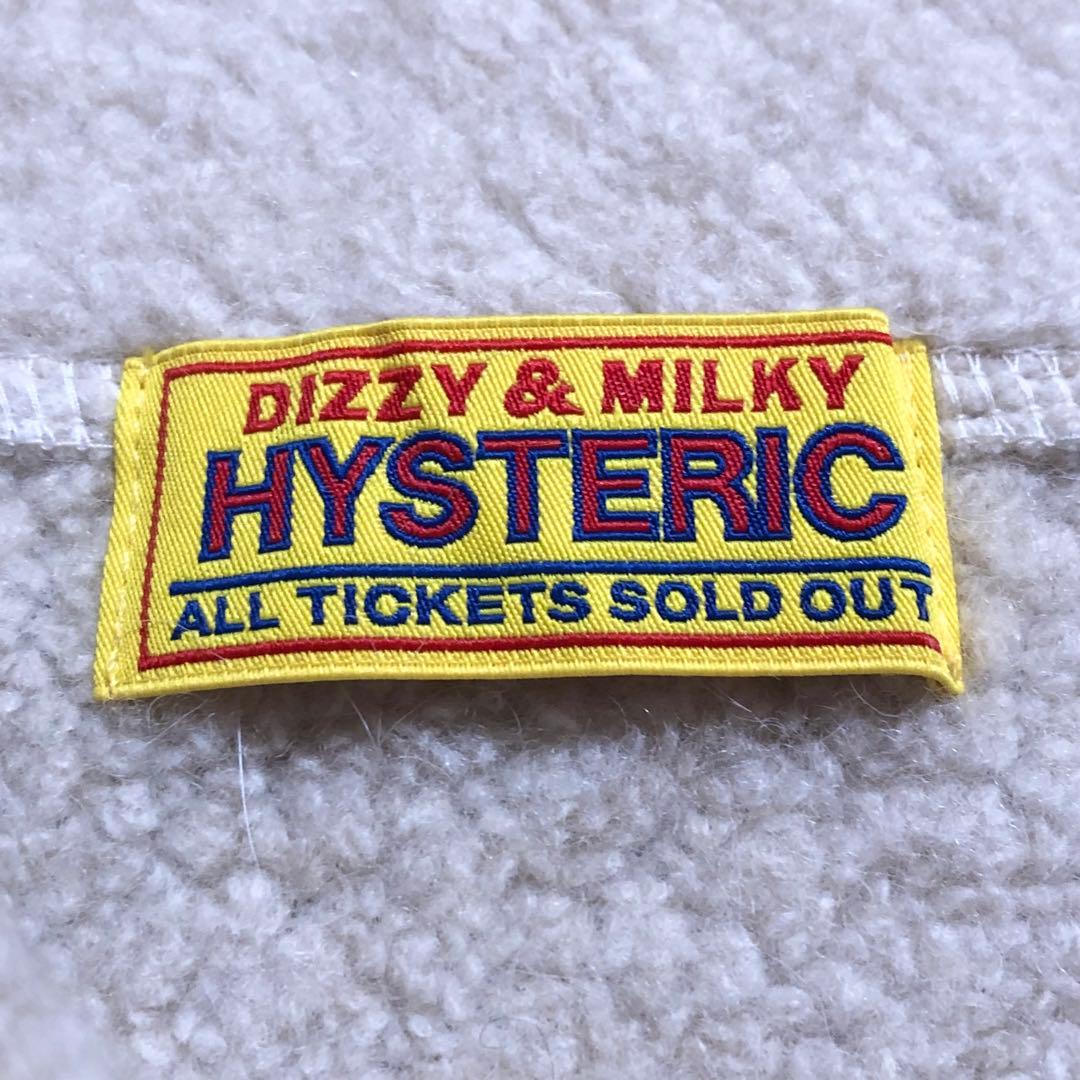 DIZZY & MILKY
HYSTERIC
ALL TICKETS SOLD OUT